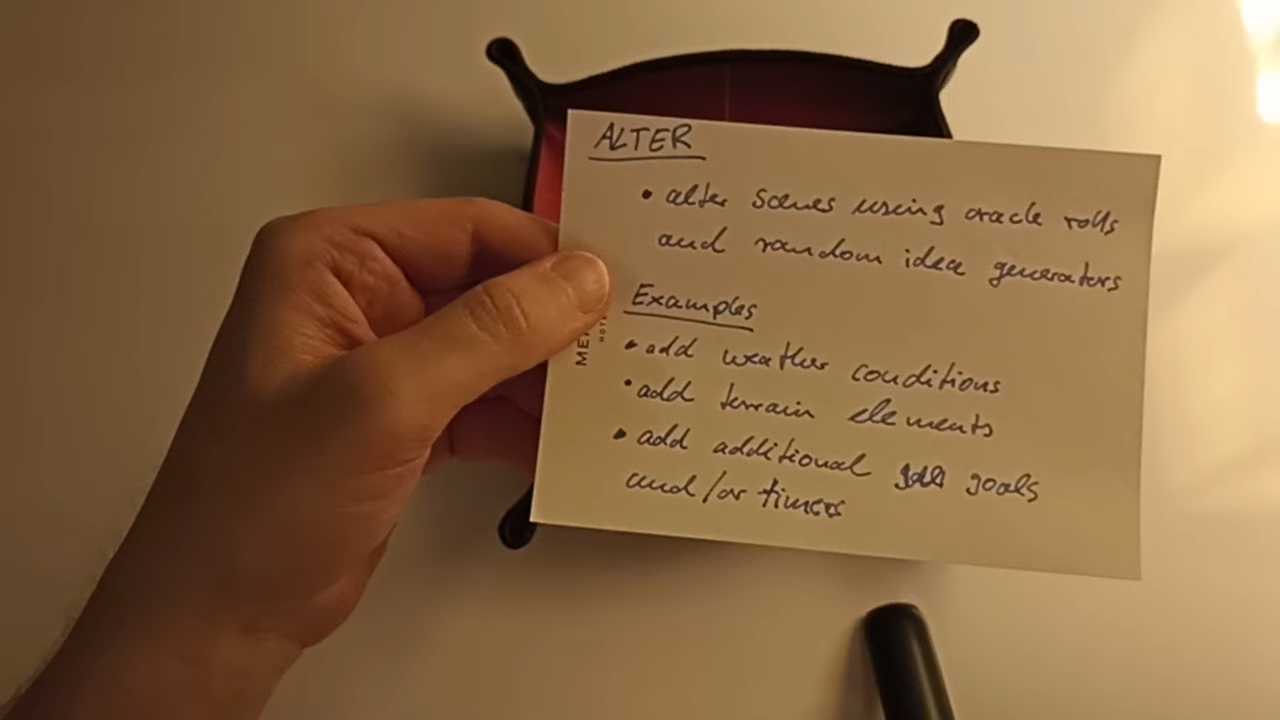 ALTER
• alter scenes using oracle rolls
and random idea generators
Examples
• add weather conditions
• add terrain elements
• add additional goals
and/or timers